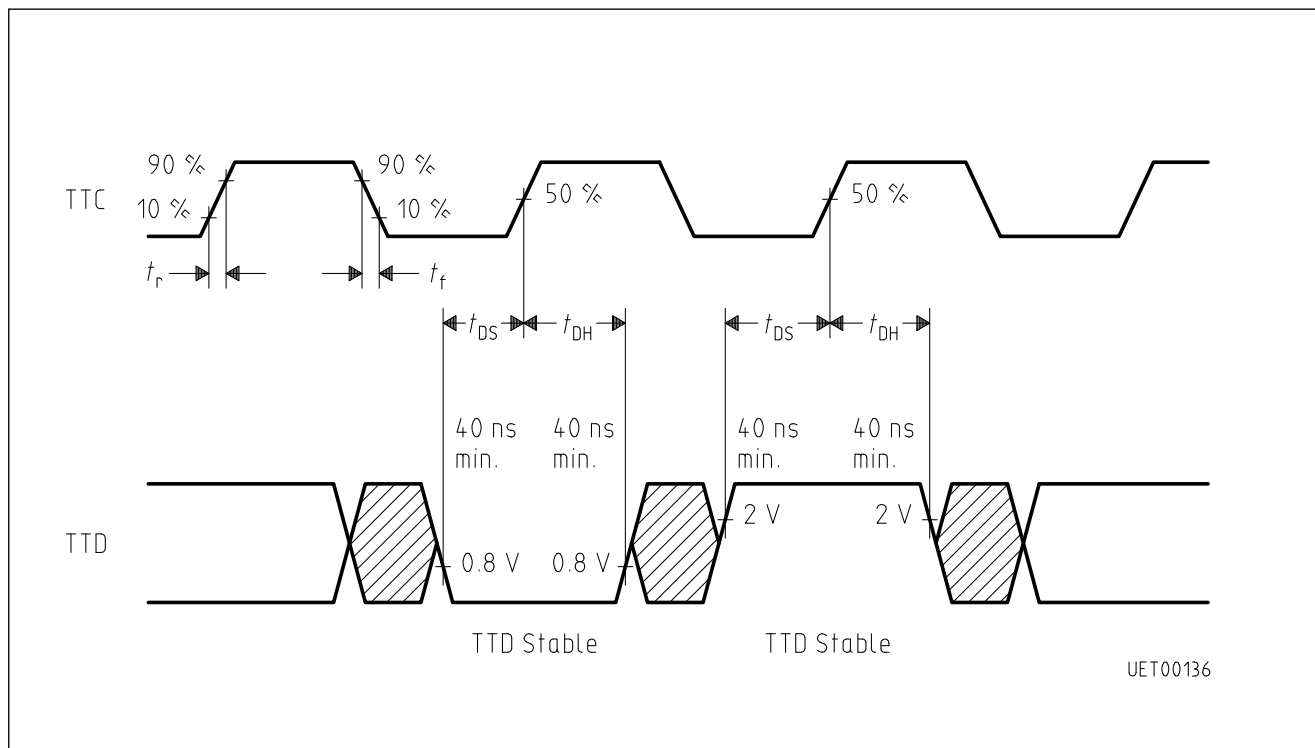 90 % 90 %
TTC 50 % 50 %
10 % 10 %
tr tf
tDS tDH tDS tDH
40 ns 40 ns 40 ns 40 ns
min. min. min. min.
2 V 2 V
TTD
0.8 V 0.8 V
TTD Stable TTD Stable
UET00136